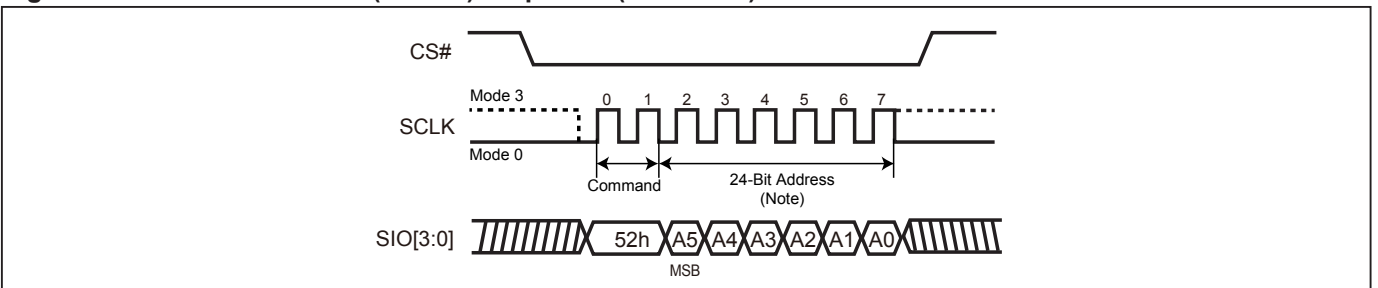 CS#
Mode 3
0 1 2 3 4 5 6 7
SCLK
Mode 0
Command
24-Bit Address
(Note)
SIO[3:0]
52h A5 A4 A3 A2 A1 A0
MSB